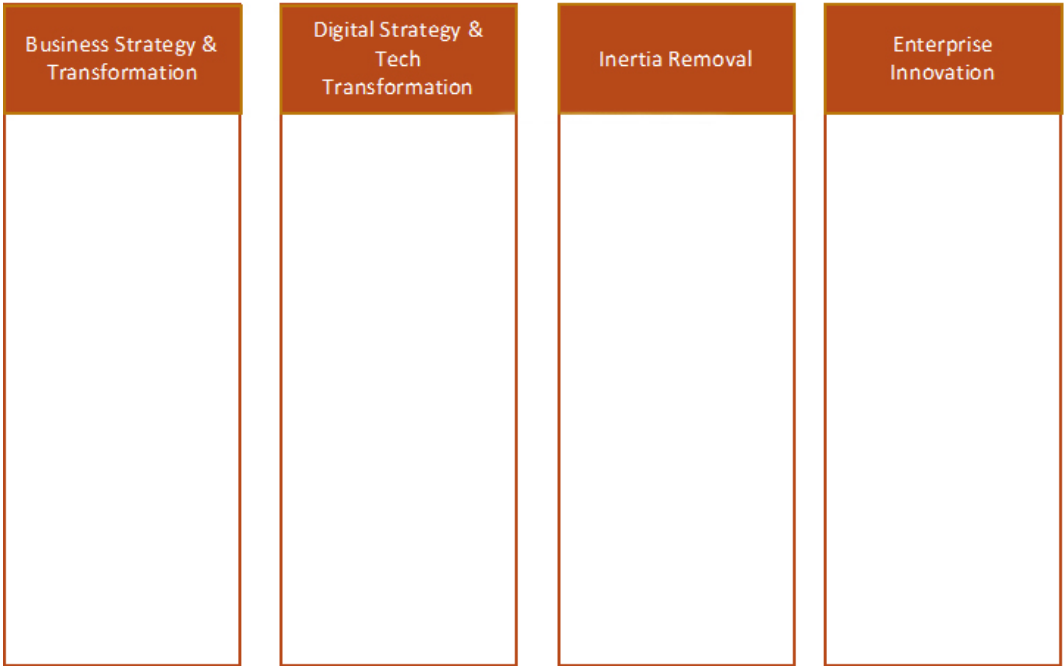 Business Strategy &
Transformation
Digital Strategy &
Tech
Transformation
Inertia Removal
Enterprise
Innovation